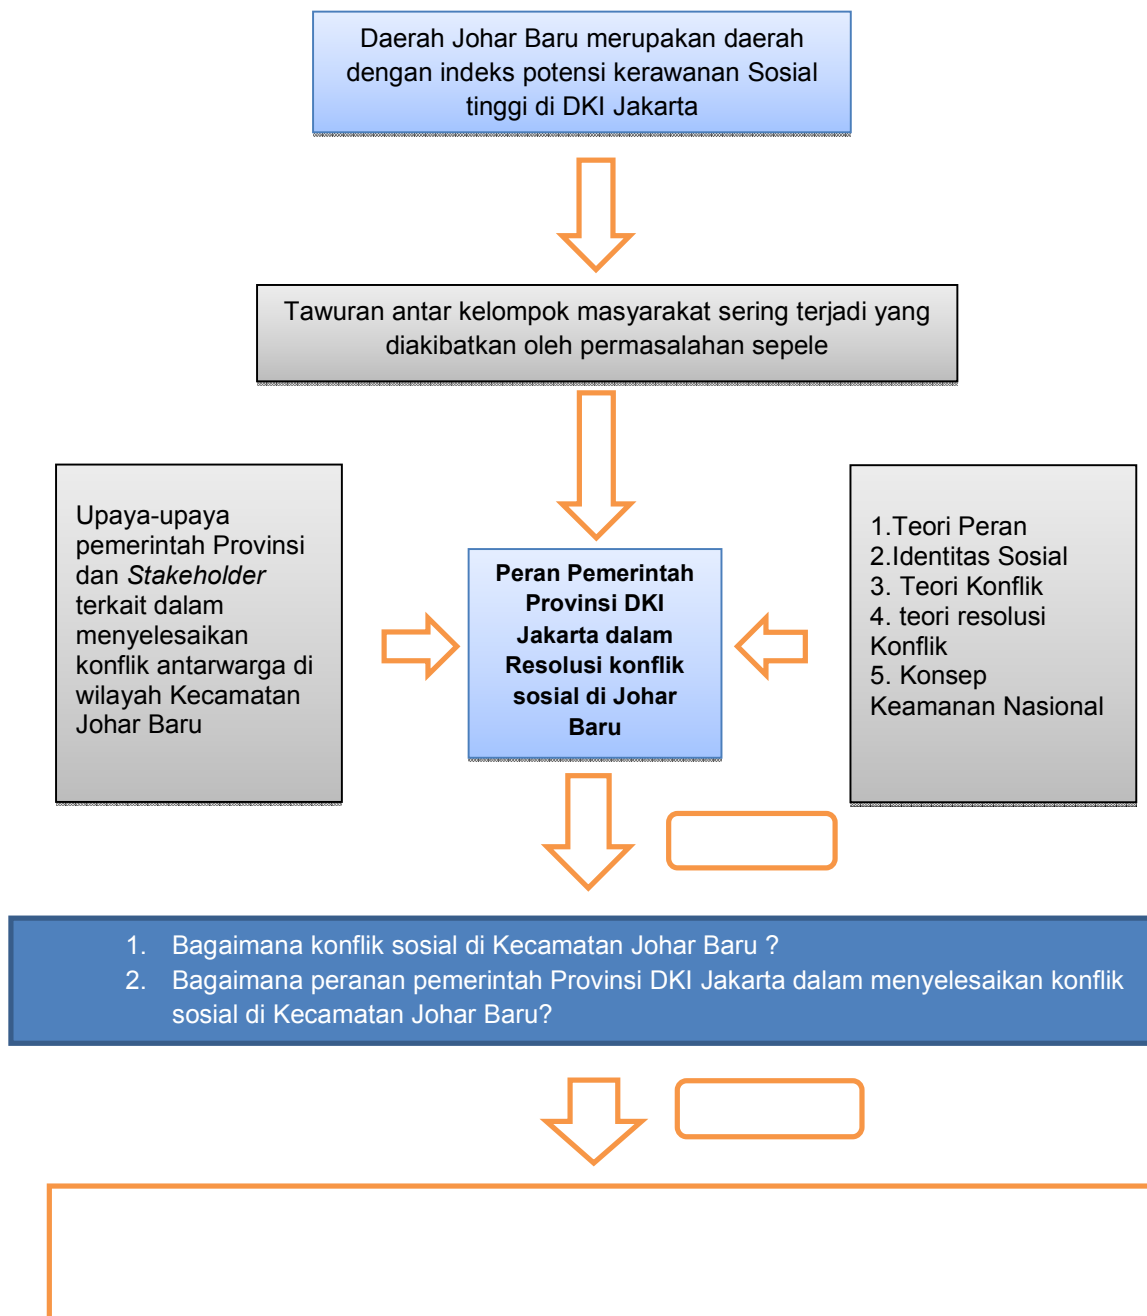 Daerah Johar Baru merupakan daerah
dengan indeks potensi kerawanan Sosial
tinggi di DKI Jakarta
Tawuran antar kelompok masyarakat sering terjadi yang
diakibatkan oleh permasalahan sepele
Upaya-upaya
pemerintah Provinsi
dan Stakeholder
terkait dalam
menyelesaikan
konflik antarwarga di
wilayah Kecamatan
Johar Baru
Peran Pemerintah
Provinsi DKI
Jakarta dalam
Resolusi konflik
sosial di Johar
Baru
1.Teori Peran
2.Identitas Sosial
3. Teori Konflik
4. teori resolusi
Konflik
5. Konsep
Keamanan Nasional
1. Bagaimana konflik sosial di Kecamatan Johar Baru ?
2. Bagaimana peranan pemerintah Provinsi DKI Jakarta dalam menyelesaikan konflik
sosial di Kecamatan Johar Baru?